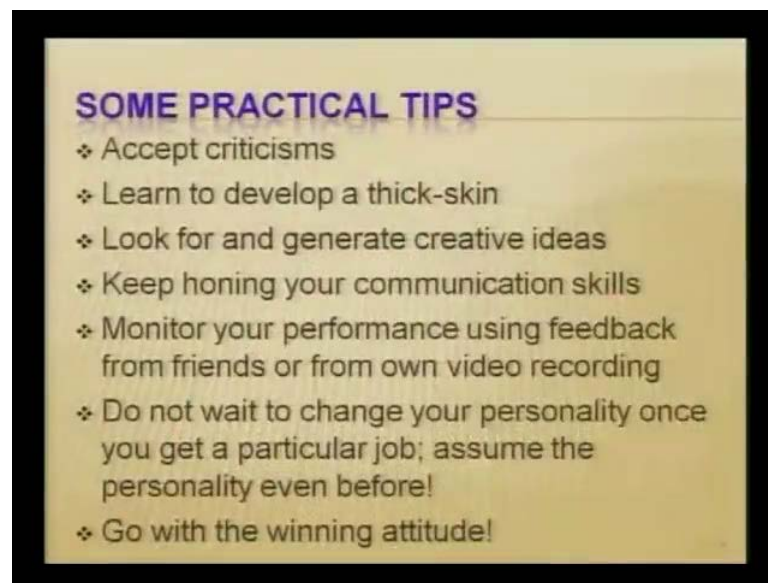 SOME PRACTICAL TIPS
❖ Accept criticisms
❖ Learn to develop a thick-skin
❖ Look for and generate creative ideas
❖ Keep honing your communication skills
❖ Monitor your performance using feedback
from friends or from own video recording
❖ Do not wait to change your personality once
you get a particular job; assume the
personality even before!
❖ Go with the winning attitude!